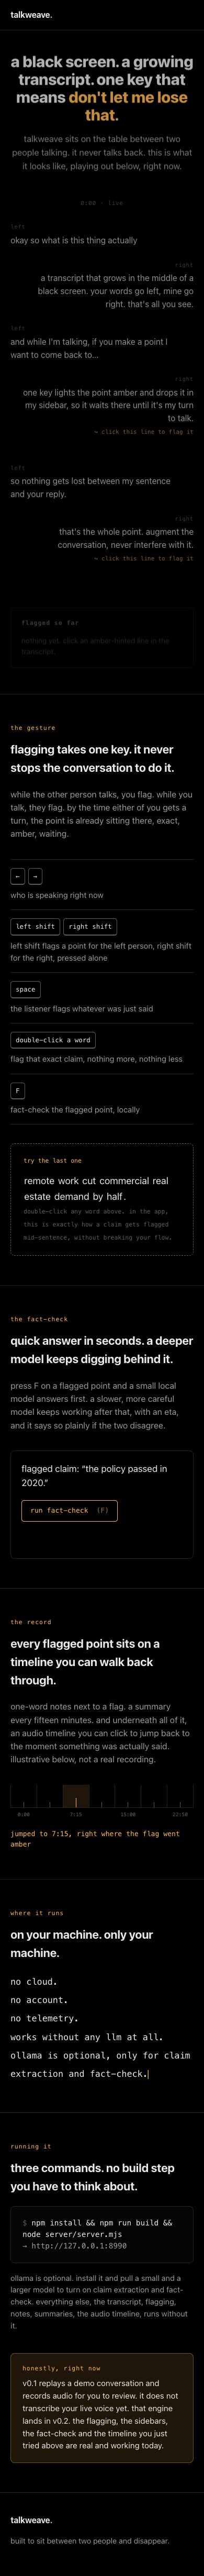 talkweave.
a black screen. a growing
transcript. one key that
means don't let me lose
that.
talkweave sits on the table between two
people talking. it never talks back. this is what
it looks like, playing out below, right now.
0:00 · live
left
okay so what is this thing actually
right
a transcript that grows in the middle of a
black screen. your words go left, mine go
right. that's all you see.
left
and while I'm talking, if you make a point I
want to come back to…
right
one key lights the point amber and drops it in
my sidebar, so it waits there until it's my turn
to talk.
↪ click this line to flag it
left
so nothing gets lost between my sentence
and your reply.
right
that's the whole point. augment the
conversation, never interfere with it.
↪ click this line to flag it
flagged so far
nothing yet. click an amber-hinted line in the
transcript.
the gesture
flagging takes one key. it never
stops the conversation to do it.
while the other person talks, you flag. while you
talk, they flag. by the time either of you gets a
turn, the point is already sitting there, exact,
amber, waiting.
← →
who is speaking right now
left shift right shift
left shift flags a point for the left person, right shift
for the right, pressed alone
space
the listener flags whatever was just said
double-click a word
flag that exact claim, nothing more, nothing less
F
fact-check the flagged point, locally
try the last one
remote work cut commercial real
estate demand by half.
double-click any word above. in the app,
this is exactly how a claim gets flagged
mid-sentence, without breaking your flow.
the fact-check
quick answer in seconds. a deeper
model keeps digging behind it.
press F on a flagged point and a small local
model answers first. a slower, more careful
model keeps working after that, with an eta,
and it says so plainly if the two disagree.
flagged claim: “the policy passed in
2020.”
run fact-check (F)
the record
every flagged point sits on a
timeline you can walk back
through.
one-word notes next to a flag. a summary
every fifteen minutes. and underneath all of it,
an audio timeline you can click to jump back to
the moment something was actually said.
illustrative below, not a real recording.
0:00 7:15 15:00 22:50
jumped to 7:15, right where the flag went
amber
where it runs
on your machine. only your
machine.
no cloud.
no account.
no telemetry.
works without any llm at all.
ollama is optional, only for claim
extraction and fact-check.
running it
three commands. no build step
you have to think about.
$ npm install && npm run build &&
node server/server.mjs
→ http://127.0.0.1:8990
ollama is optional. install it and pull a small and a
larger model to turn on claim extraction and fact-
check. everything else, the transcript, flagging,
notes, summaries, the audio timeline, runs without
it.
honestly, right now
v0.1 replays a demo conversation and
records audio for you to review. it does not
transcribe your live voice yet. that engine
lands in v0.2. the flagging, the sidebars,
the fact-check and the timeline you just
tried above are real and working today.
talkweave.
built to sit between two people and disappear.